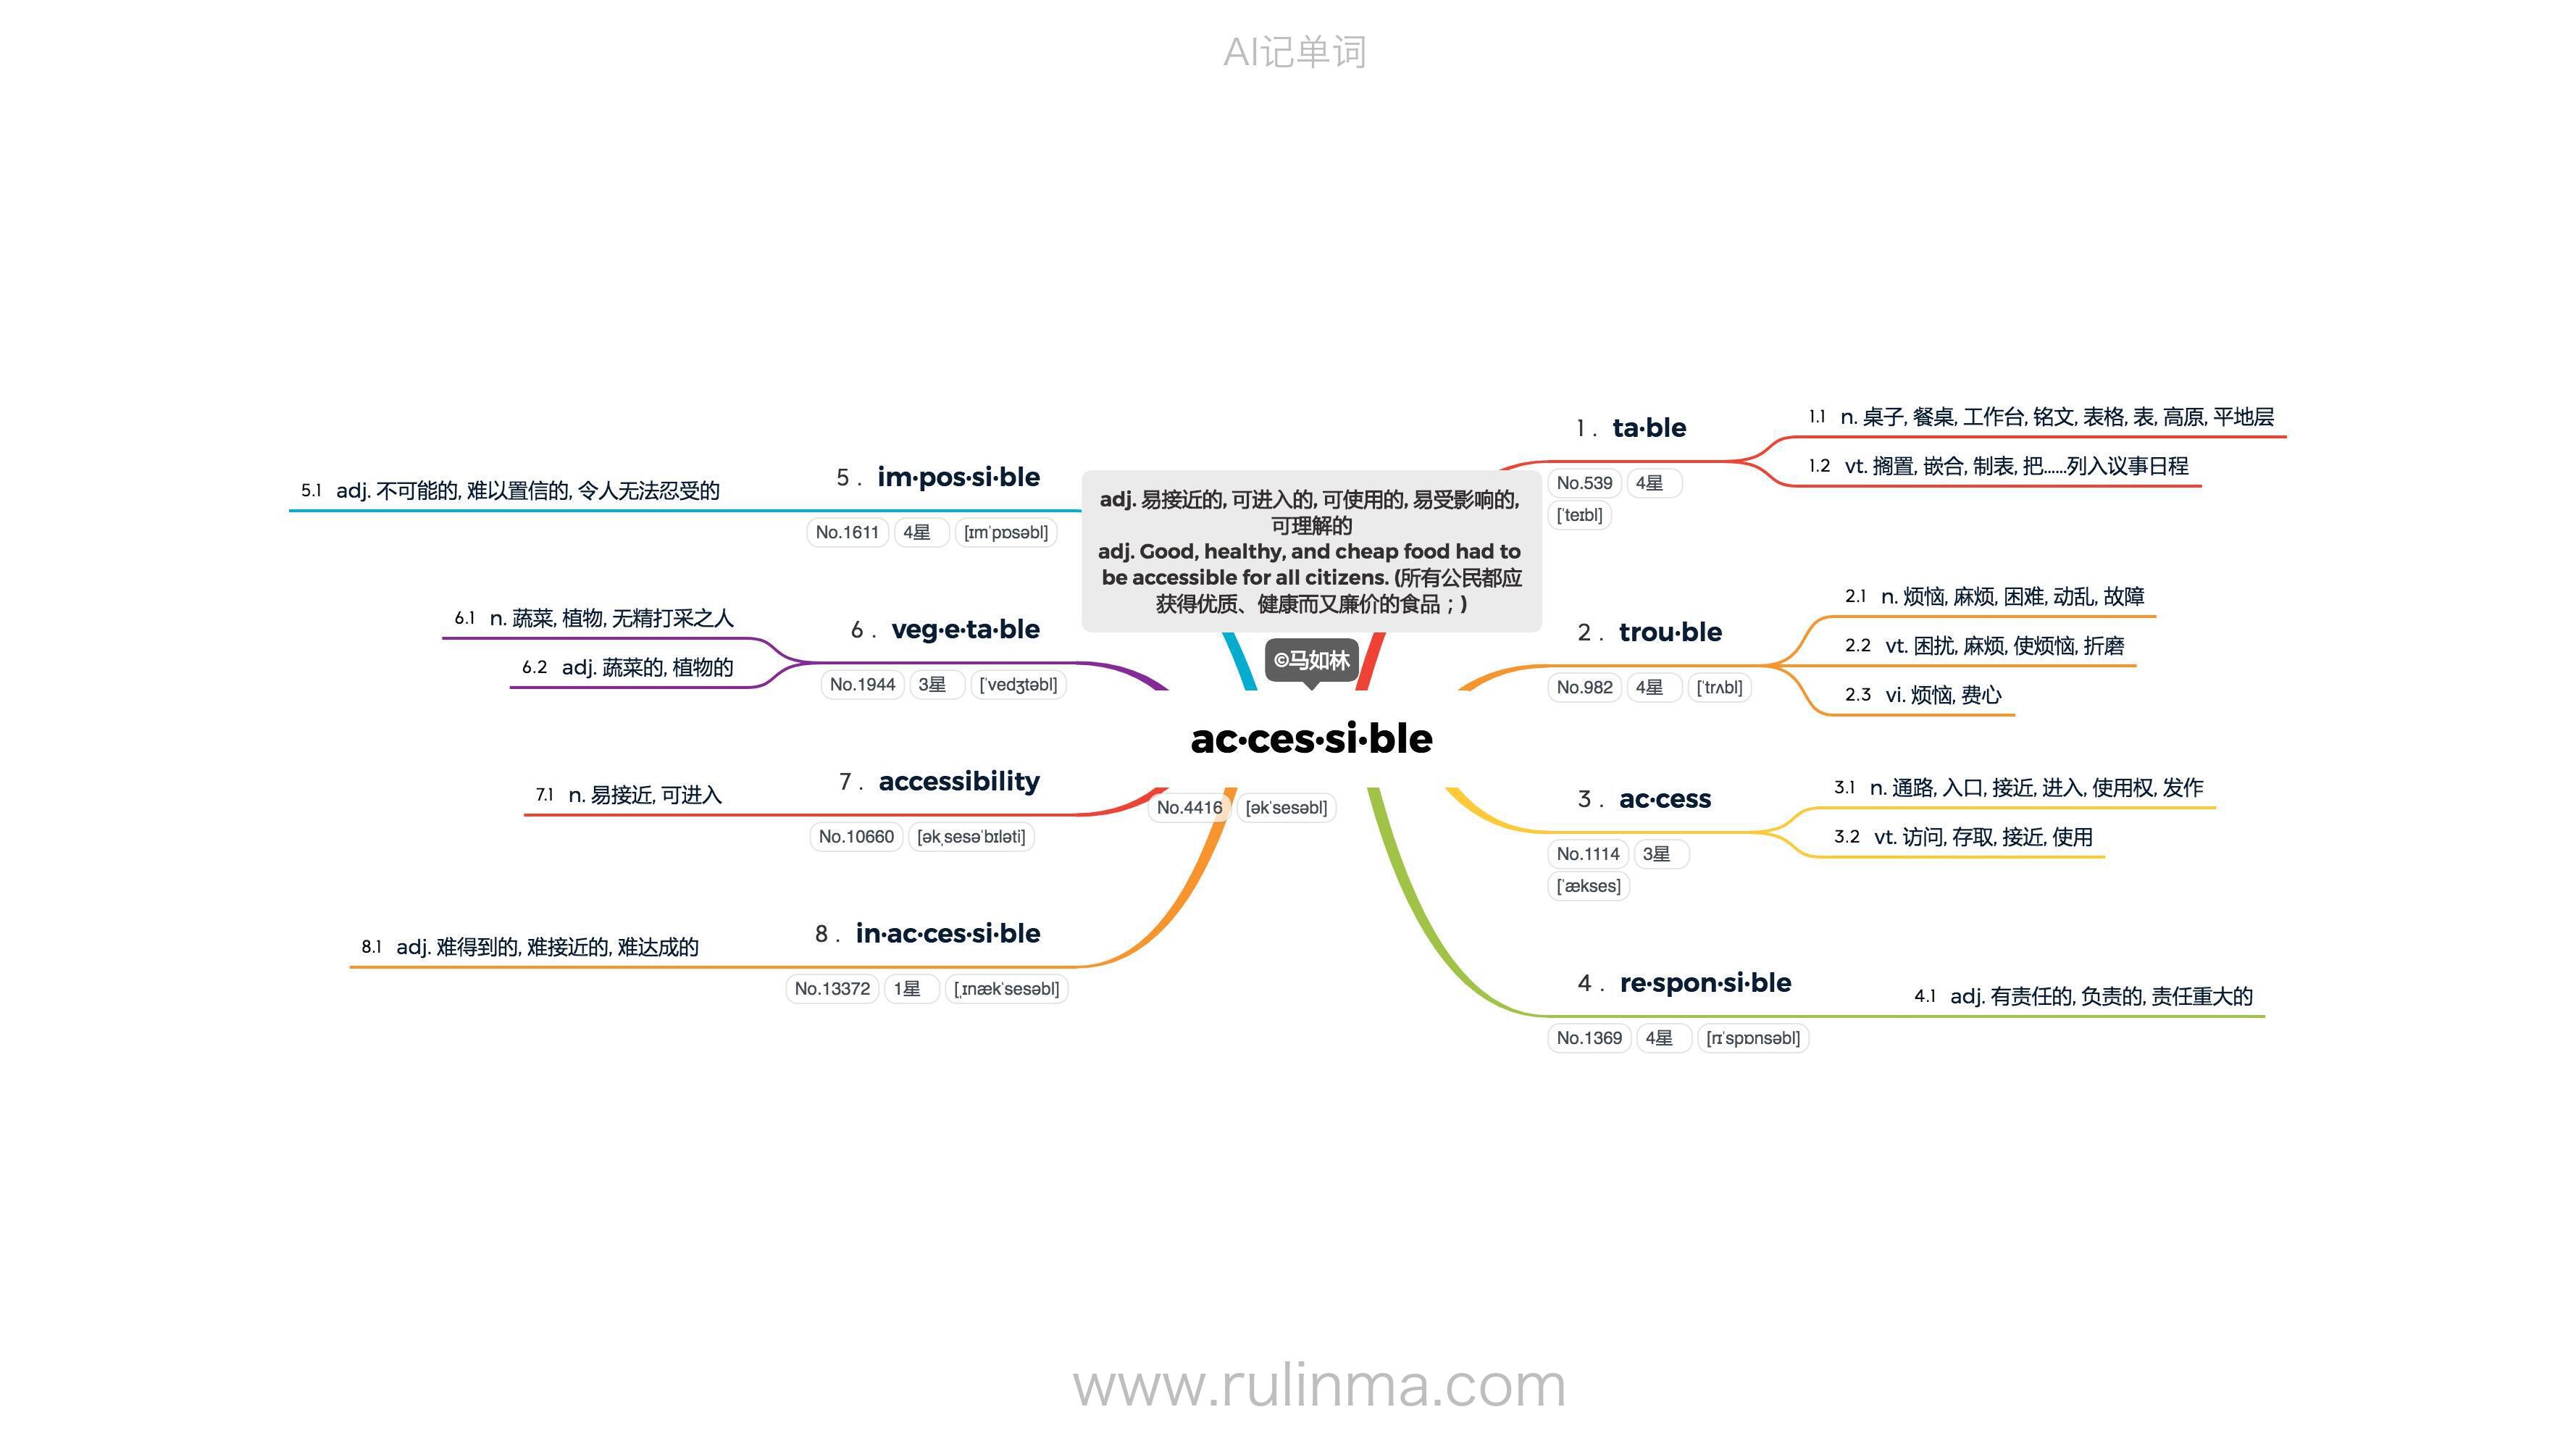 AI记单词
adj. 易接近的, 可进入的, 可使用的, 易受影响的,
可理解的
adj. Good, healthy, and cheap food had to
be accessible for all citizens. (所有公民都应
获得优质、健康而又廉价的食品；)
©马如林
ac·ces·si·ble
No.4416 [əkˈsesəbl]
1. ta·ble
No.539 4星
[ˈteɪbl]
1.1 n. 桌子, 餐桌, 工作台, 铭文, 表格, 表, 高原, 平地层
1.2 vt. 搁置, 嵌合, 制表, 把……列入议事日程
2. trou·ble
No.982 4星 [ˈtrʌbl]
2.1 n. 烦恼, 麻烦, 困难, 动乱, 故障
2.2 vt. 困扰, 麻烦, 使烦恼, 折磨
2.3 vi. 烦恼, 费心
3. ac·cess
No.1114 3星
[ˈækses]
3.1 n. 通路, 入口, 接近, 进入, 使用权, 发作
3.2 vt. 访问, 存取, 接近, 使用
4. re·spon·si·ble
No.1369 4星 [rɪˈspɒnsəbl]
4.1 adj. 有责任的, 负责的, 责任重大的
5. im·pos·si·ble
No.1611 4星 [ɪmˈpɒsəbl]
5.1 adj. 不可能的, 难以置信的, 令人无法忍受的
6. veg·e·ta·ble
No.1944 3星 [ˈvedʒtəbl]
6.1 n. 蔬菜, 植物, 无精打采之人
6.2 adj. 蔬菜的, 植物的
7. accessibility
No.10660 [əkˌsesəˈbɪləti]
7.1 n. 易接近, 可进入
8. in·ac·ces·si·ble
No.13372 1星 [ˌɪnækˈsesəbl]
8.1 adj. 难得到的, 难接近的, 难达成的
www.rulinma.com